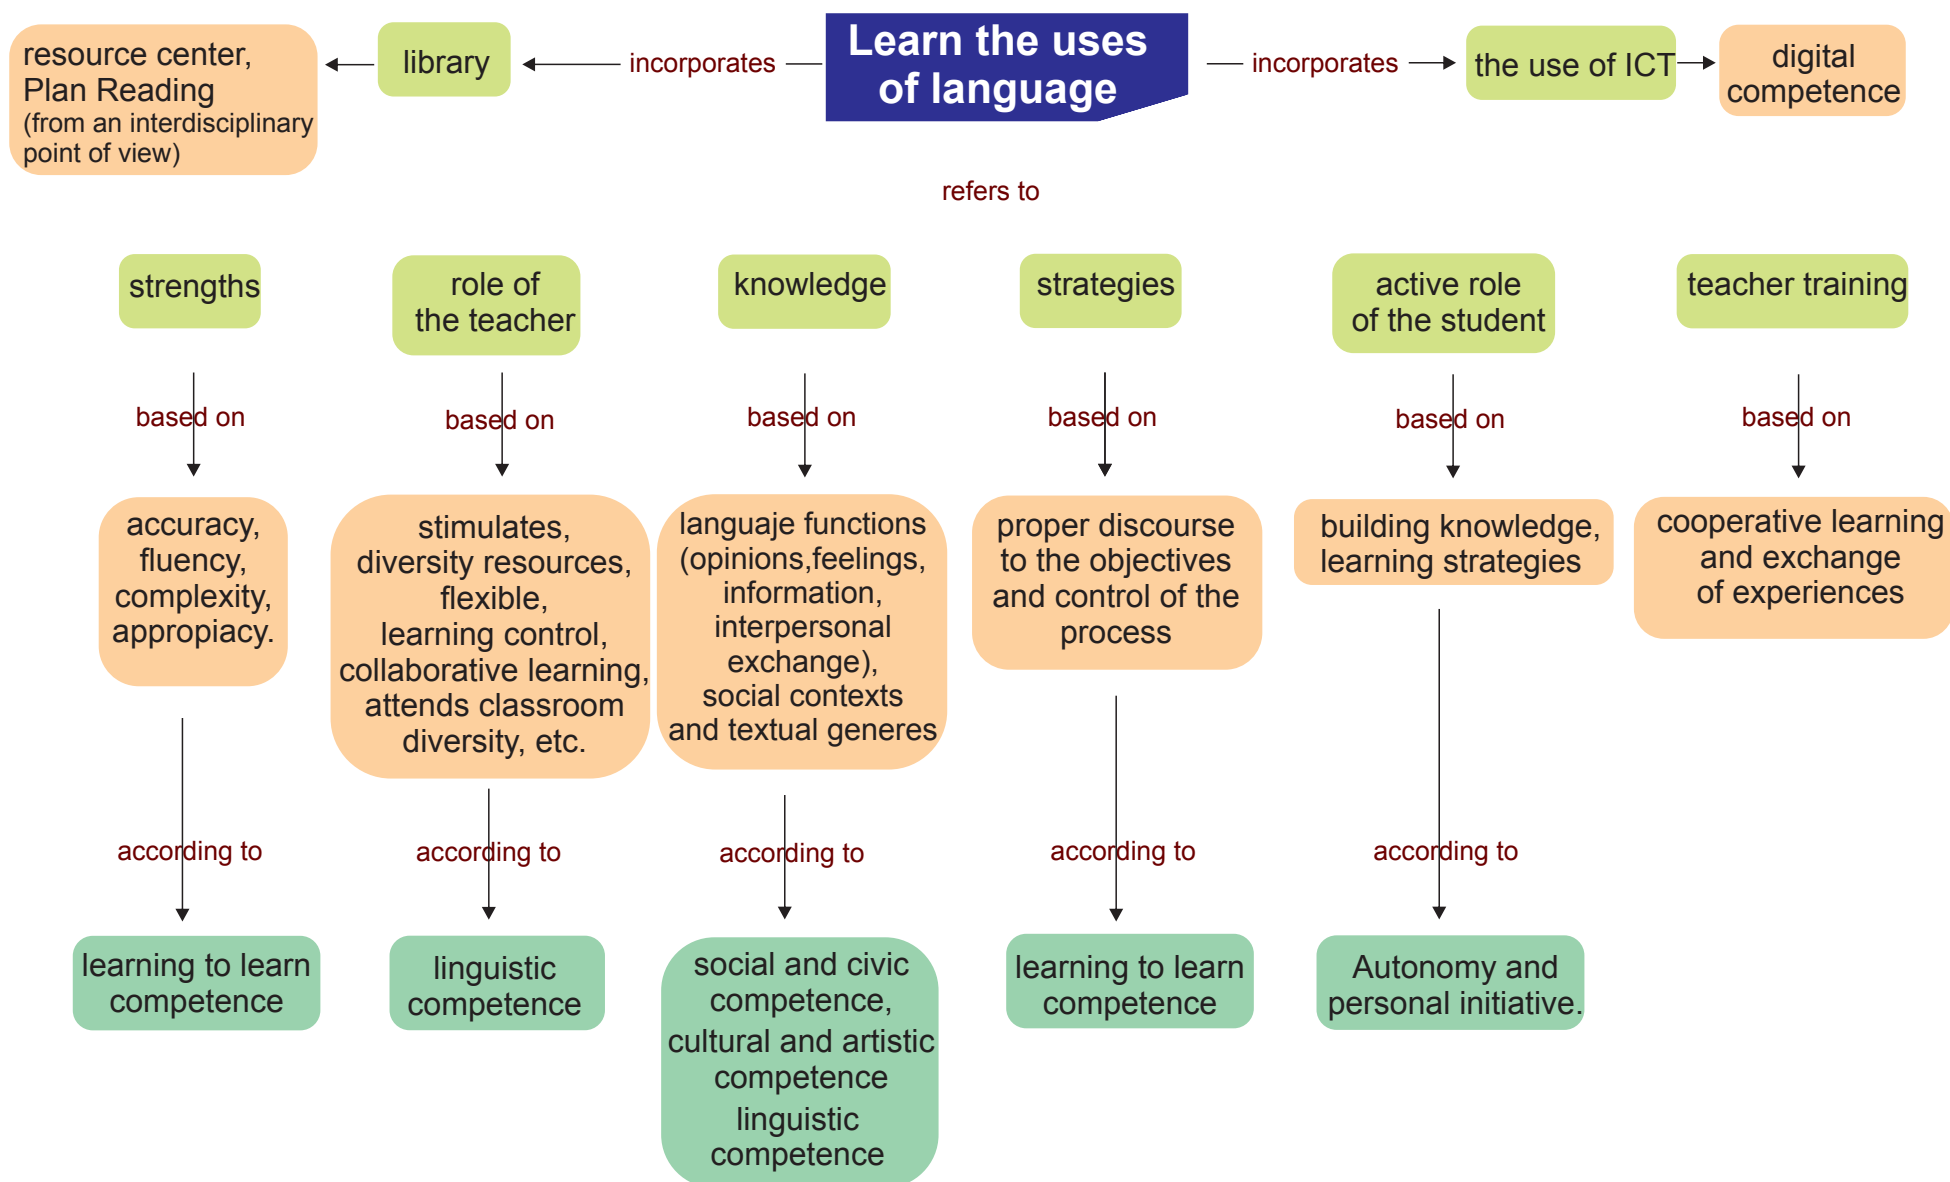 resource center,
Plan Reading
(from an interdisciplinary
point of view)
library
incorporates
Learn the uses
of language
incorporates
the use of ICT
digital
competence
refers to
strengths
role of
the teacher
knowledge
strategies
active role
of the student
teacher training
based on
based on
based on
based on
based on
based on
accuracy,
fluency,
complexity,
appropiacy.
stimulates,
diversity resources,
flexible,
learning control,
collaborative learning,
attends classroom
diversity, etc.
languaje functions
(opinions,feelings,
information,
interpersonal
exchange),
social contexts
and textual generes
proper discourse
to the objectives
and control of the
process
building knowledge,
learning strategies
cooperative learning
and exchange
of experiences
according to
according to
according to
according to
according to
learning to learn
competence
linguistic
competence
social and civic
competence,
cultural and artistic
competence
linguistic
competence
learning to learn
competence
Autonomy and
personal initiative.